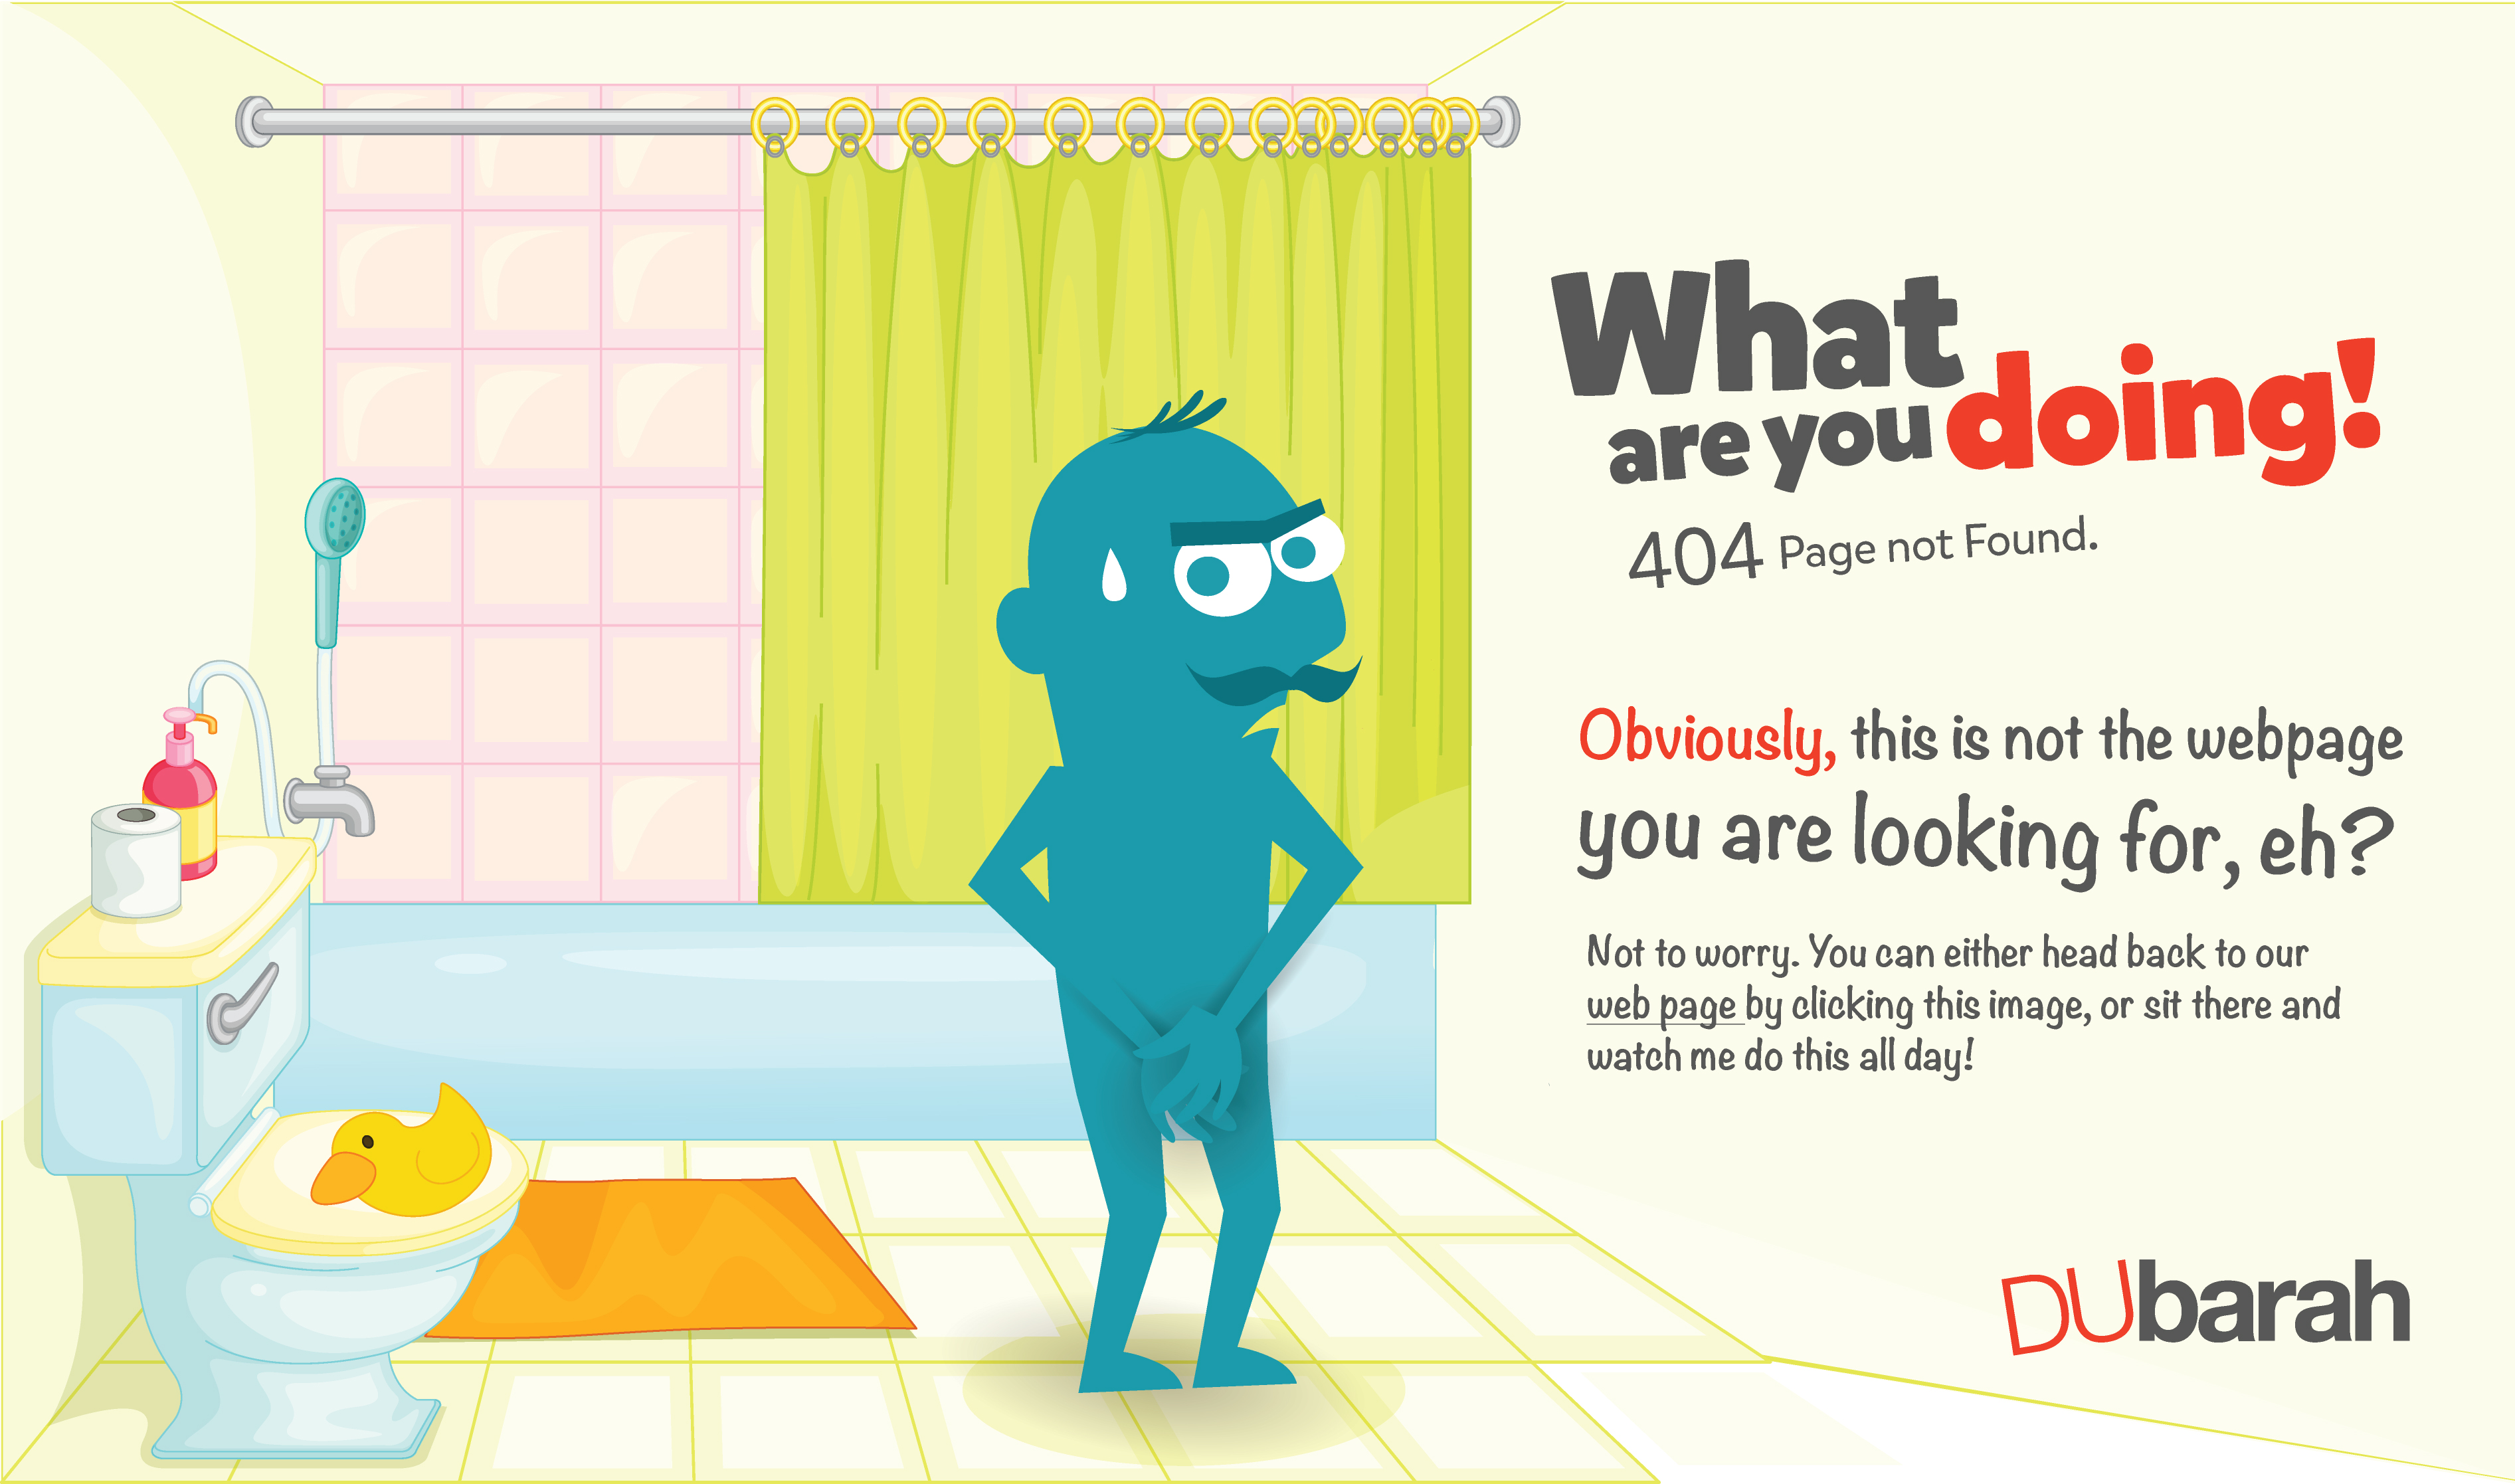 What
are you doing!
404 Page not Found.
Obviously, this is not the webpage
you are looking for, eh?
Not to worry. You can either head back to our
web page by clicking this image, or sit there and
watch me do this all day!
DUbarah